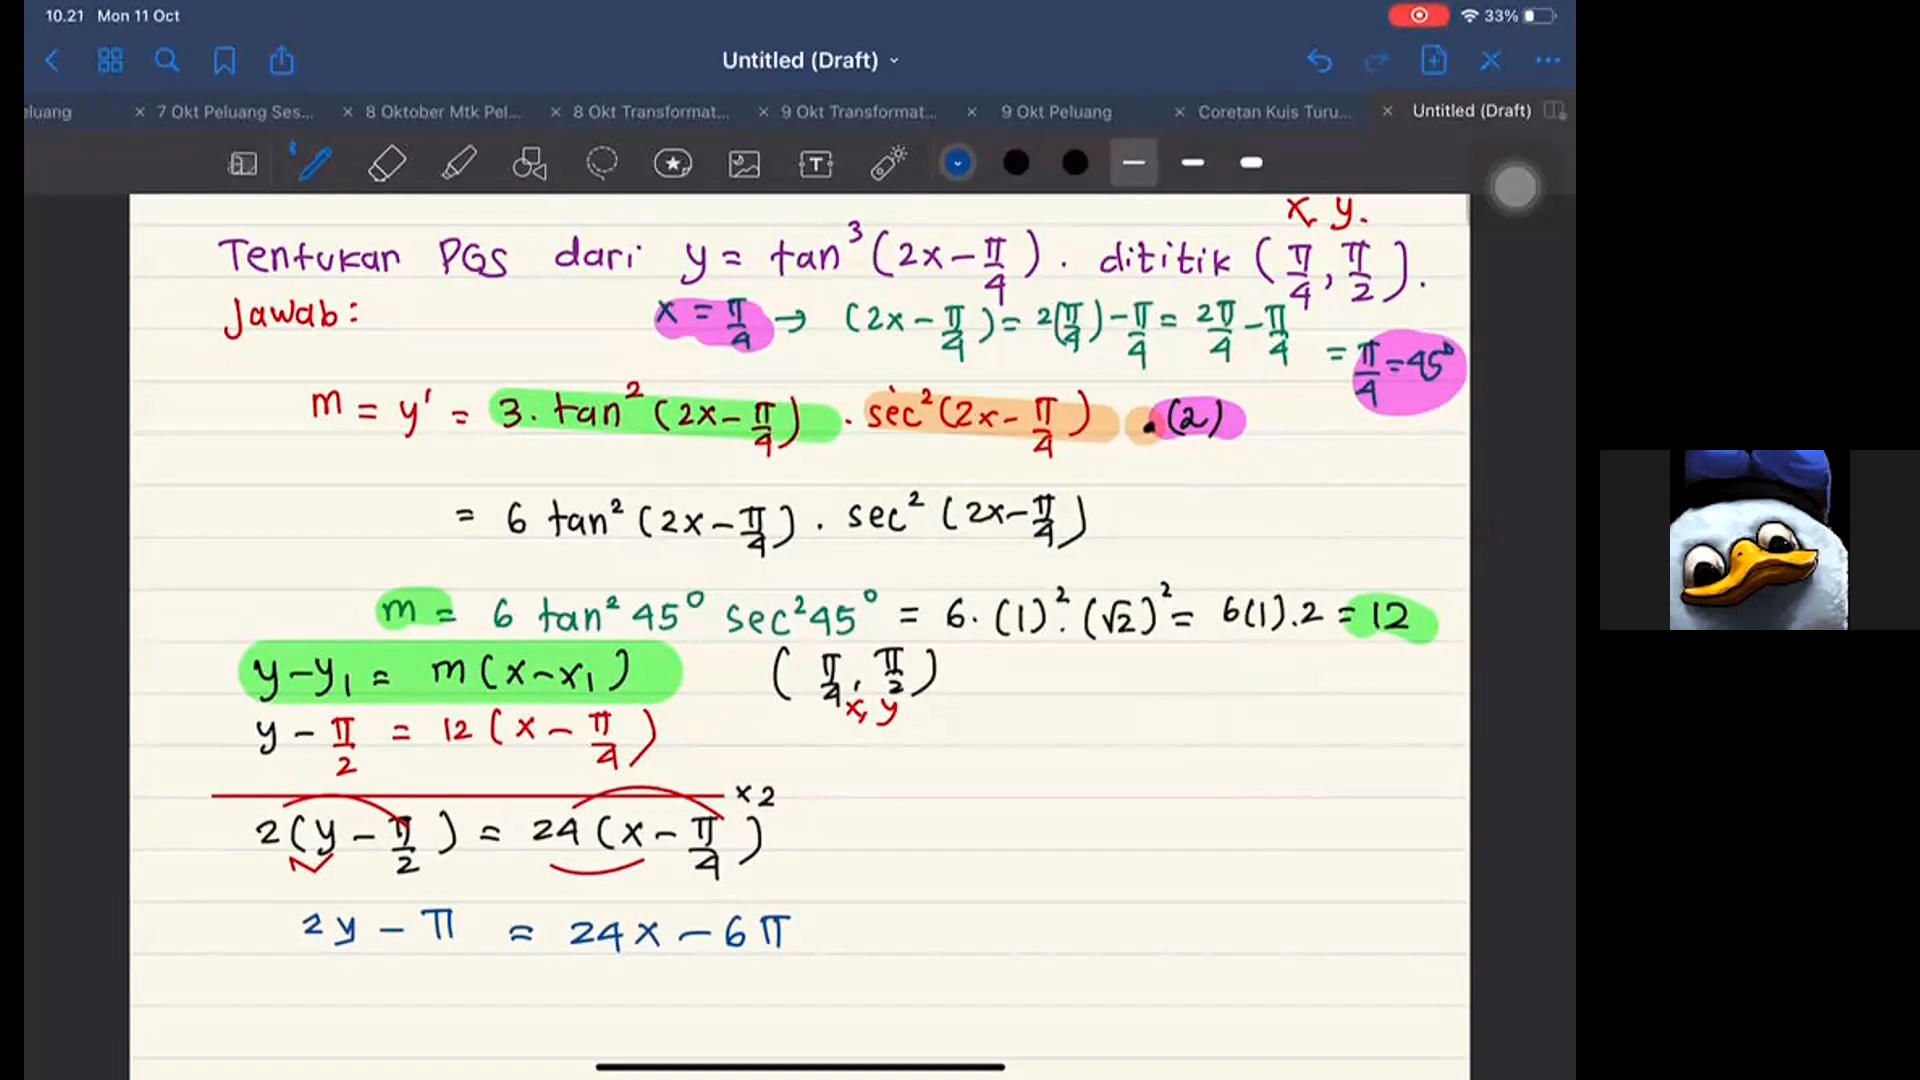 10.21 Mon 11 Oct 33%
Untitled (Draft)
eluang × 7 Okt Peluang Ses... × 8 Oktober Mtk Pel... × 8 Okt Transformat... × 9 Okt Transformat... × 9 Okt Peluang × Coretan Kuis Turu... × Untitled (Draft)
x, y.
Tentukan PGS dari y = tan³ (2x - π/4) . dititik (π/4, π/2).
Jawab: x = π/4 → (2x - π/4) = 2(π/4) - π/4 = 2π/4 - π/4
= π/4 = 45°
m = y' = 3. tan² (2x - π/4) . sec² (2x - π/4) . (2)
= 6 tan² (2x - π/4) . sec² (2x - π/4)
m = 6 tan² 45° sec² 45° = 6. (1)². (√2)² = 6(1).2 = 12
y - y₁ = m (x - x₁) (π/4, π/2)
x, y
y - π/2 = 12 (x - π/4)
×2
2(y - π/2) = 24 (x - π/4)
2y - π = 24x - 6π